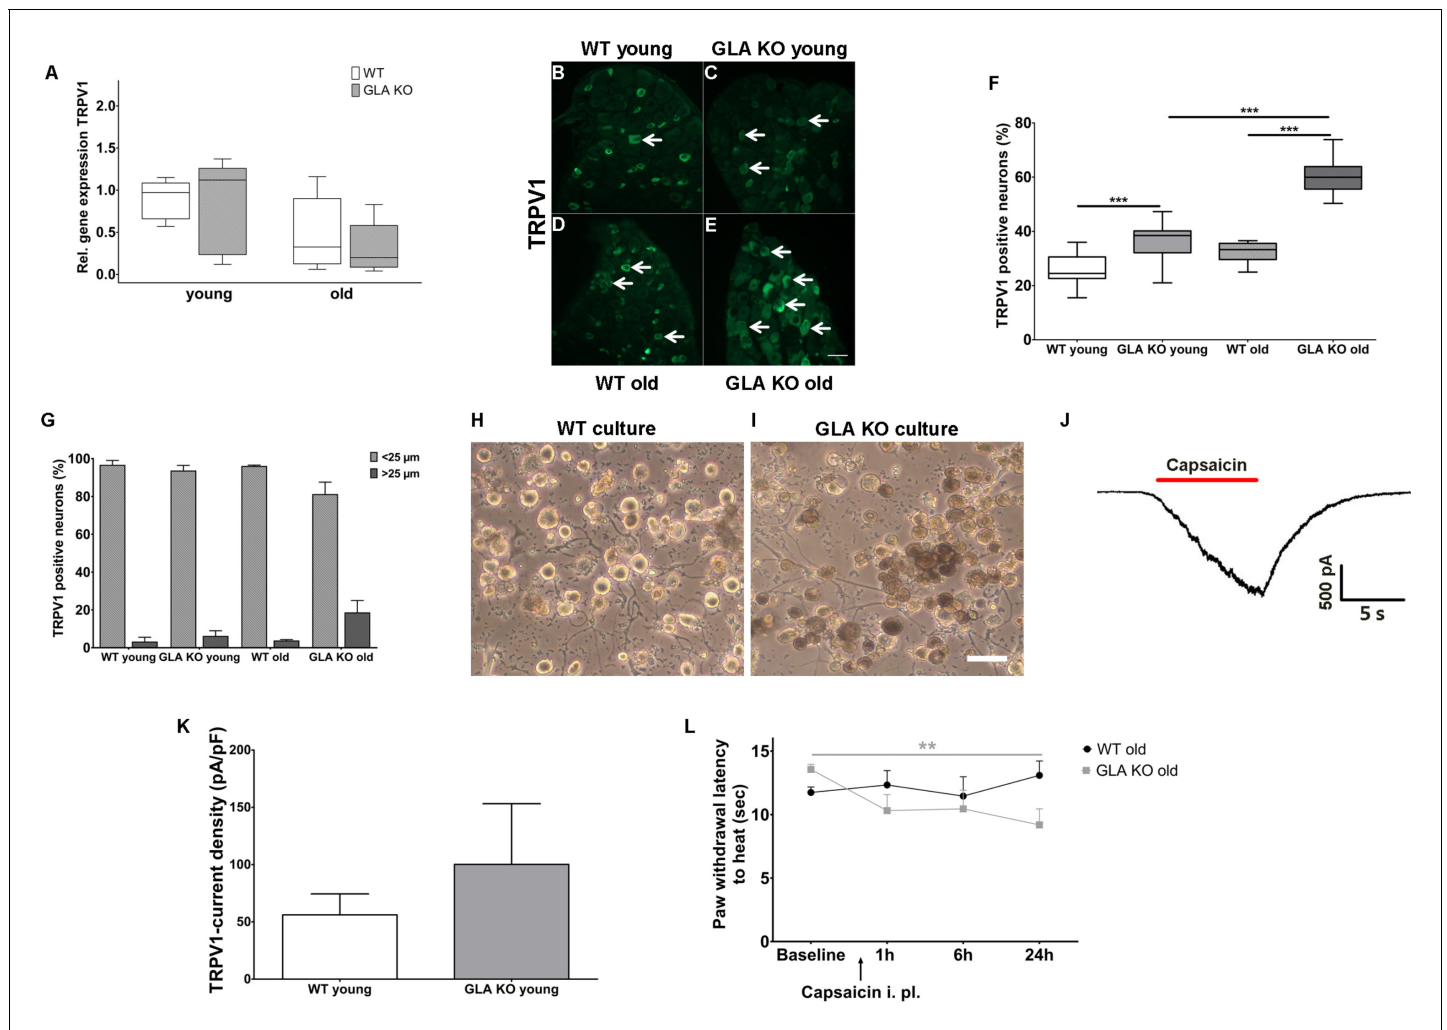 A
WT
GLA KO
Rel. gene expression TRPV1
2.0
1.5
1.0
0.5
0.0
young
old
WT young
GLA KO young
TRPV1
B
C
D
E
WT old
GLA KO old
F
TRPV1 positive neurons (%)
80
60
40
20
0
***
***
***
WT young
GLA KO young
WT old
GLA KO old
G
TRPV1 positive neurons (%)
100
80
60
40
20
0
<25 µm
>25 µm
WT young
GLA KO young
WT old
GLA KO old
H
WT culture
I
GLA KO culture
J
Capsaicin
500 pA
5 s
K
TRPV1-current density (pA/pF)
200
150
100
50
0
WT young
GLA KO young
L
Paw withdrawal latency
to heat (sec)
15
10
5
0
**
WT old
GLA KO old
Baseline
1h
6h
24h
Capsaicin i. pl.